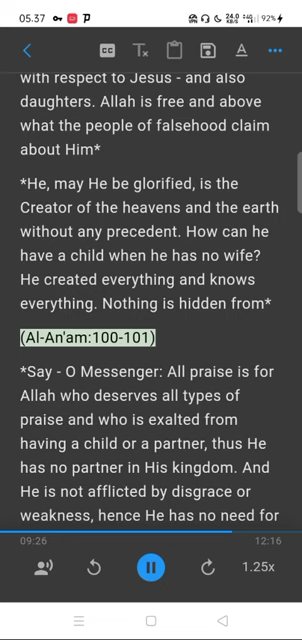 05.37
24.0
KB/S
92%
CC
A
with respect to Jesus - and also
daughters. Allah is free and above
what the people of falsehood claim
about Him*
*He, may He be glorified, is the
Creator of the heavens and the earth
without any precedent. How can he
have a child when he has no wife?
He created everything and knows
everything. Nothing is hidden from*
(Al-An'am:100-101)
*Say - O Messenger: All praise is for
Allah who deserves all types of
praise and who is exalted from
having a child or a partner, thus He
has no partner in His kingdom. And
He is not afflicted by disgrace or
weakness, hence He has no need for
09:26
12:16
1.25x